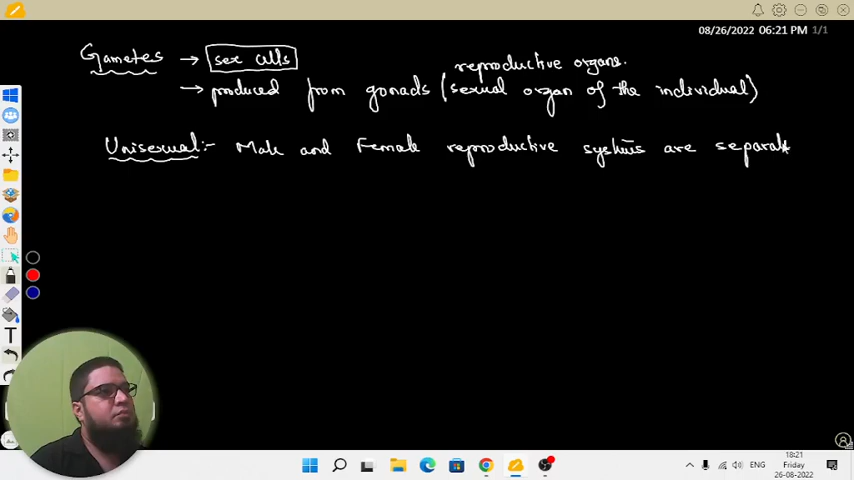 08/26/2022 06:21 PM 1/1
Gametes → sex cells
reproductive organs.
→ produced from gonads (sexual organ of the individual)
Unisexual:- Male and Female reproductive systems are separate
T
ENG
18:21
Friday
26-08-2022